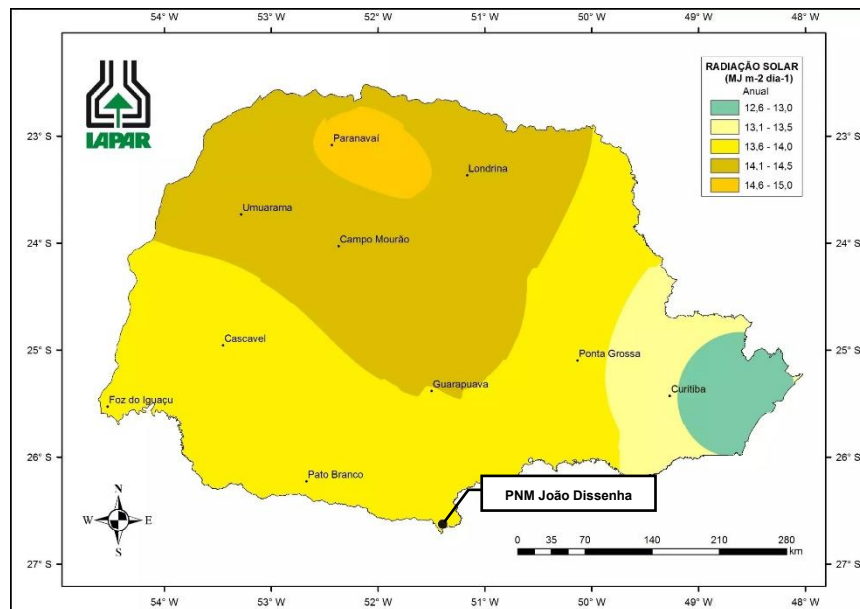 54° W 53° W 52° W 51° W 50° W 49° W 48° W
IAPAR
RADIAÇÃO SOLAR
(MJ m-2 dia-1)
Anual
12,6 - 13,0
13,1 - 13,5
13,6 - 14,0
14,1 - 14,5
14,6 - 15,0
23° S 23° S
Paranavaí
Londrina
Umuarama
24° S 24° S
Campo Mourão
Cascavel
25° S 25° S
Ponta Grossa
Guarapuava
Curitiba
Foz do Iguaçu
26° S 26° S
Pato Branco
PNM João Dissenha
N
W E
S
0 35 70 140 210 280
km
27° S 27° S
54° W 53° W 52° W 51° W 50° W 49° W 48° W